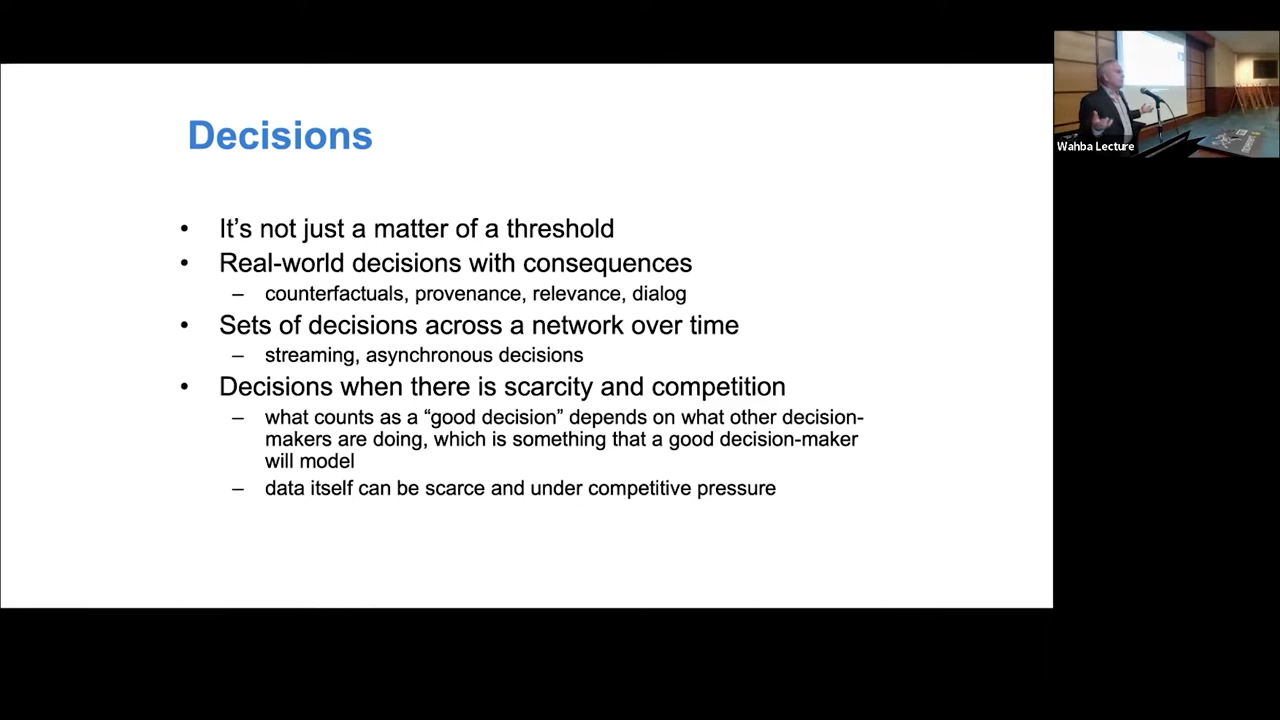 Decisions
• It's not just a matter of a threshold
• Real-world decisions with consequences
– counterfactuals, provenance, relevance, dialog
• Sets of decisions across a network over time
– streaming, asynchronous decisions
• Decisions when there is scarcity and competition
– what counts as a “good decision” depends on what other decision-
makers are doing, which is something that a good decision-maker
will model
– data itself can be scarce and under competitive pressure
Wahba Lecture